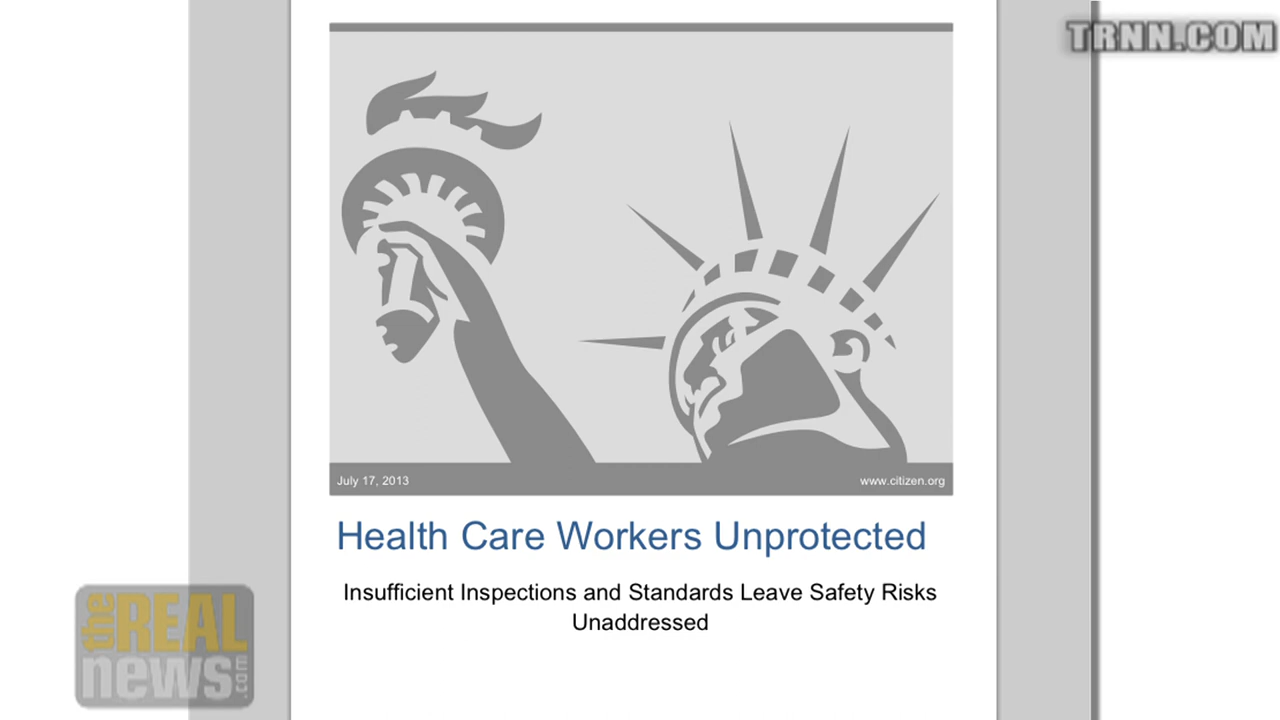 TRNN.COM
July 17, 2013
www.citizen.org
Health Care Workers Unprotected
Insufficient Inspections and Standards Leave Safety Risks
Unaddressed
the REAL
news.com